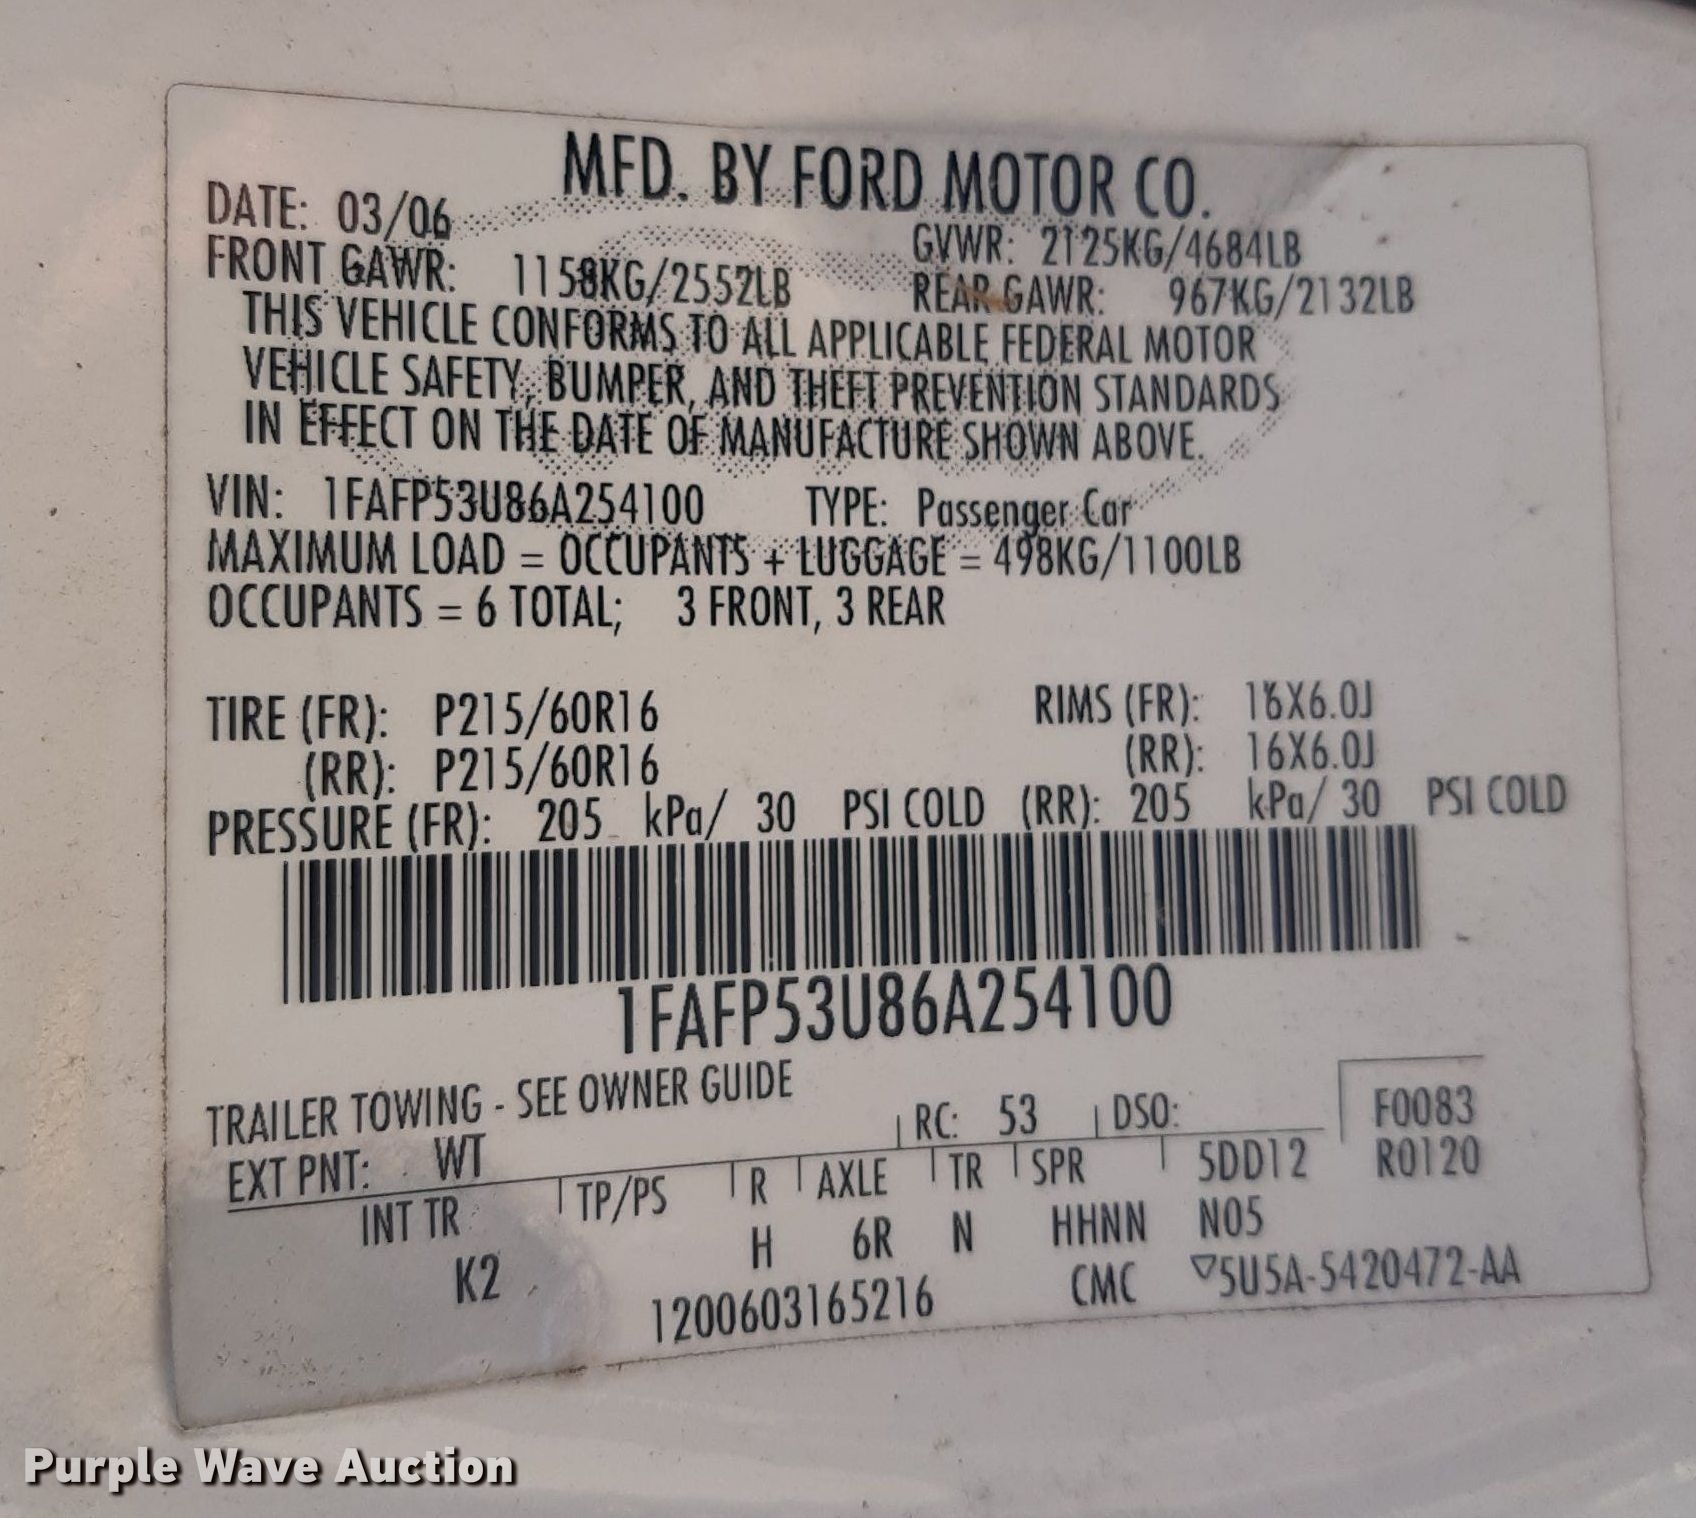 MFD. BY FORD MOTOR CO.
DATE: 03/06 GVWR: 2125KG/4684LB
FRONT GAWR: 1158KG/2552LB REAR GAWR: 967KG/2132LB
THIS VEHICLE CONFORMS TO ALL APPLICABLE FEDERAL MOTOR
VEHICLE SAFETY, BUMPER, AND THEFT PREVENTION STANDARDS
IN EFFECT ON THE DATE OF MANUFACTURE SHOWN ABOVE.
VIN: 1FAFP53U86A254100 TYPE: Passenger Car
MAXIMUM LOAD = OCCUPANTS + LUGGAGE = 498KG/1100LB
OCCUPANTS = 6 TOTAL; 3 FRONT, 3 REAR
TIRE (FR): P215/60R16 RIMS (FR): 16X6.0J
(RR): P215/60R16 (RR): 16X6.0J
PRESSURE (FR): 205 kPa/ 30 PSI COLD (RR): 205 kPa/ 30 PSI COLD
1FAFP53U86A254100
TRAILER TOWING - SEE OWNER GUIDE
EXT PNT: WT RC: 53 DSO: F0083
INT TR TP/PS R AXLE TR SPR 5DD12 R0120
K2 H 6R N HHNN N05
1200603165216 CMC ▽5U5A-5420472-AA
Purple Wave Auction